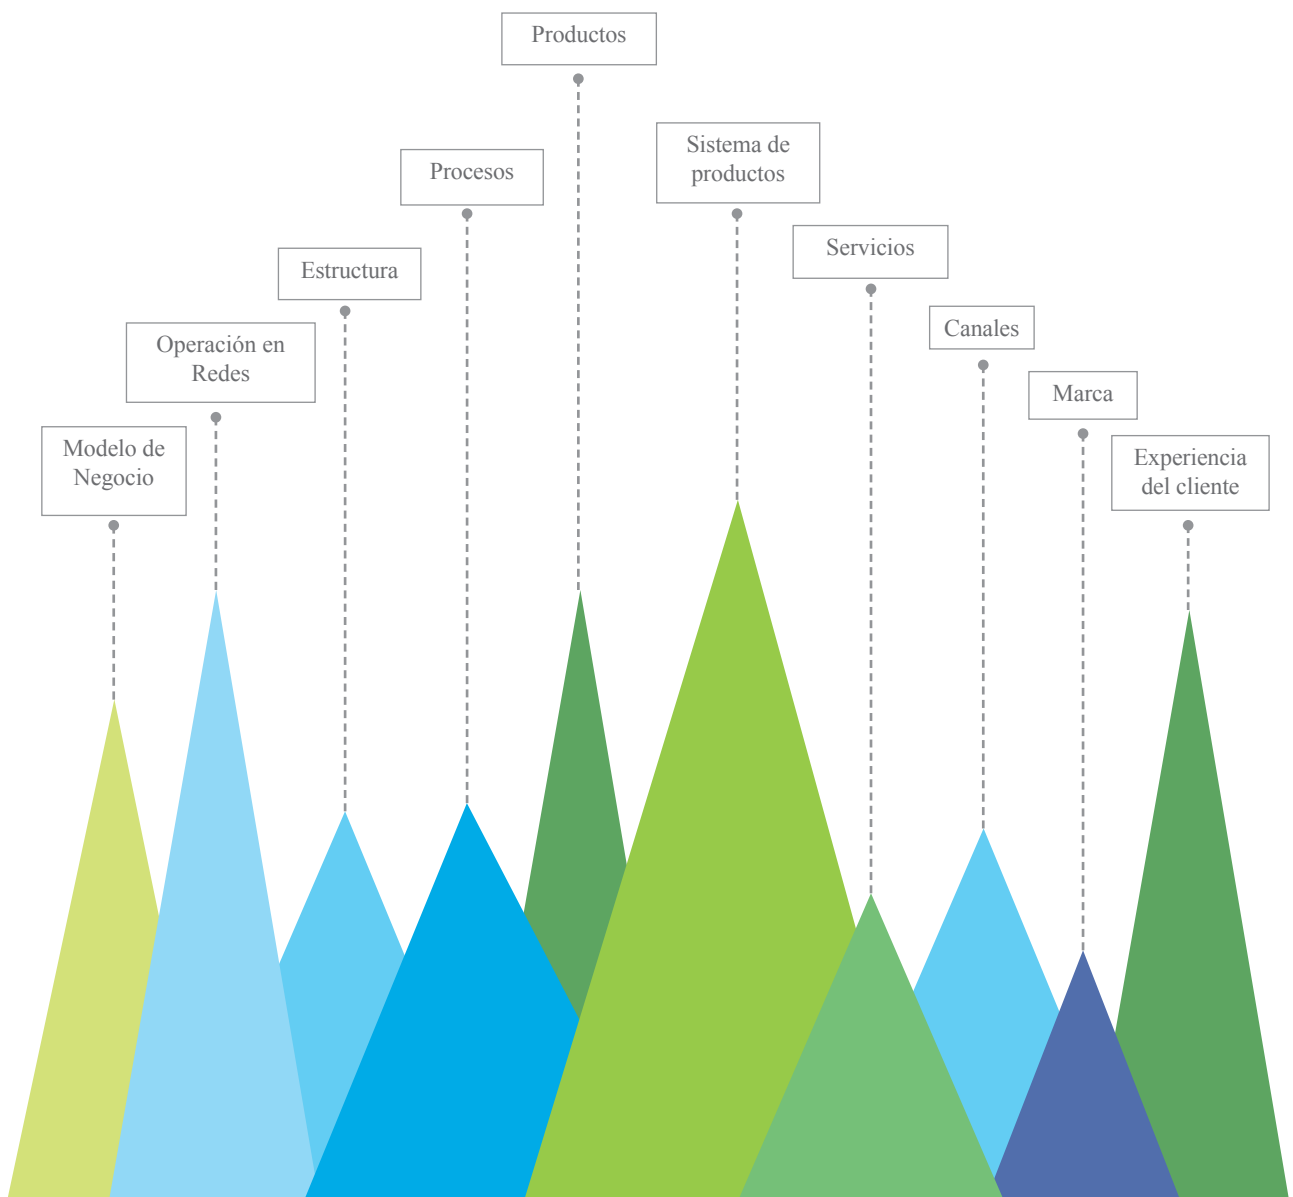 Modelo de
Negocio
Operación en
Redes
Estructura
Procesos
Productos
Sistema de
productos
Servicios
Canales
Marca
Experiencia
del cliente